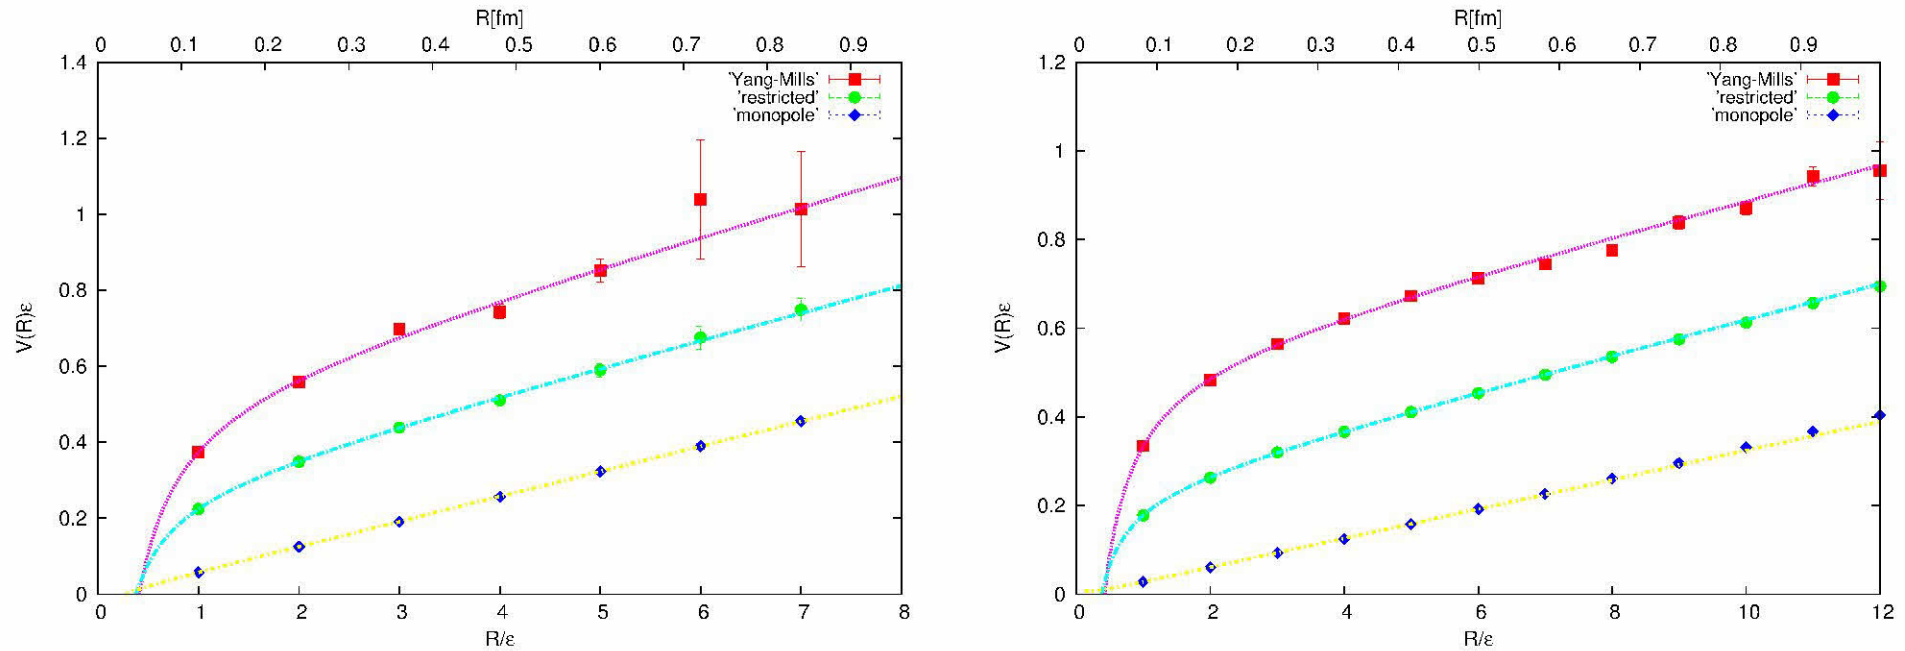 R[fm]
0 0.1 0.2 0.3 0.4 0.5 0.6 0.7 0.8 0.9
1.4
1.2
1
0.8
0.6
0.4
0.2
0
V(R)ε
'Yang-Mills'
'restricted'
'monopole'
0 1 2 3 4 5 6 7 8
R/ε
R[fm]
0 0.1 0.2 0.3 0.4 0.5 0.6 0.7 0.8 0.9
1.2
1
0.8
0.6
0.4
0.2
0
V(R)ε
'Yang-Mills'
'restricted'
'monopole'
0 2 4 6 8 10 12
R/ε